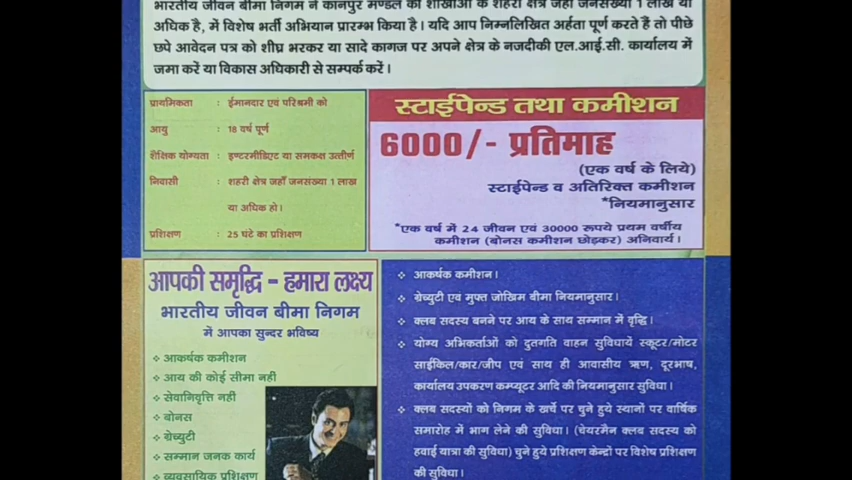 भारतीय जीवन बीमा निगम ने कानपुर मण्डल की शाखाओं के शहरी क्षेत्र जहाँ जनसंख्या 1 लाख या
अधिक है, में विशेष भर्ती अभियान प्रारम्भ किया है । यदि आप निम्नलिखित अर्हता पूर्ण करते हैं तो पीछे
छपे आवेदन पत्र को शीघ्र भरकर या सादे कागज पर अपने क्षेत्र के नजदीकी एल.आई.सी. कार्यालय में
जमा करें या विकास अधिकारी से सम्पर्क करें ।
प्राथमिकता : ईमानदार एवं परिश्रमी को
आयु : 18 वर्ष पूर्ण
शैक्षिक योग्यता : इण्टरमीडिएट या समकक्ष उत्तीर्ण
निवासी : शहरी क्षेत्र जहाँ जनसंख्या 1 लाख
या अधिक हो ।
प्रशिक्षण : 25 घंटे का प्रशिक्षण
स्टाईपेन्ड तथा कमीशन
6000/- प्रतिमाह
(एक वर्ष के लिये)
स्टाईपेन्ड व अतिरिक्त कमीशन
*नियमानुसार
*एक वर्ष में 24 जीवन एवं 30000 रूपये प्रथम वर्षीय
कमीशन (बोनस कमीशन छोड़कर) अनिवार्य ।
आपकी समृद्धि - हमारा लक्ष्य
भारतीय जीवन बीमा निगम
में आपका सुन्दर भविष्य
❖ आकर्षक कमीशन
❖ आय की कोई सीमा नहीं
❖ सेवानिवृत्ति नहीं
❖ बोनस
❖ ग्रेच्युटी
❖ सम्मान जनक कार्य
❖ व्यवसायिक प्रशिक्षण
❖ आकर्षक कमीशन ।
❖ ग्रेच्युटी एवं मुफ्त जोखिम बीमा नियमानुसार ।
❖ क्लब सदस्य बनने पर आय के साथ सम्मान में वृद्धि ।
❖ योग्य अभिकर्ताओं को दुतगति वाहन सुविधायें स्कूटर/मोटर
साईकिल/कार/जीप एवं साथ ही आवासीय ऋण, दूरभाष,
कार्यालय उपकरण कम्प्यूटर आदि की नियमानुसार सुविधा ।
❖ क्लब सदस्यों को निगम के खर्चे पर चुने हुये स्थानों पर वार्षिक
समारोह में भाग लेने की सुविधा । (चेयरमैन क्लब सदस्य को
हवाई यात्रा की सुविधा) चुने हुये प्रशिक्षण केन्द्रों पर विशेष प्रशिक्षण
की सुविधा ।